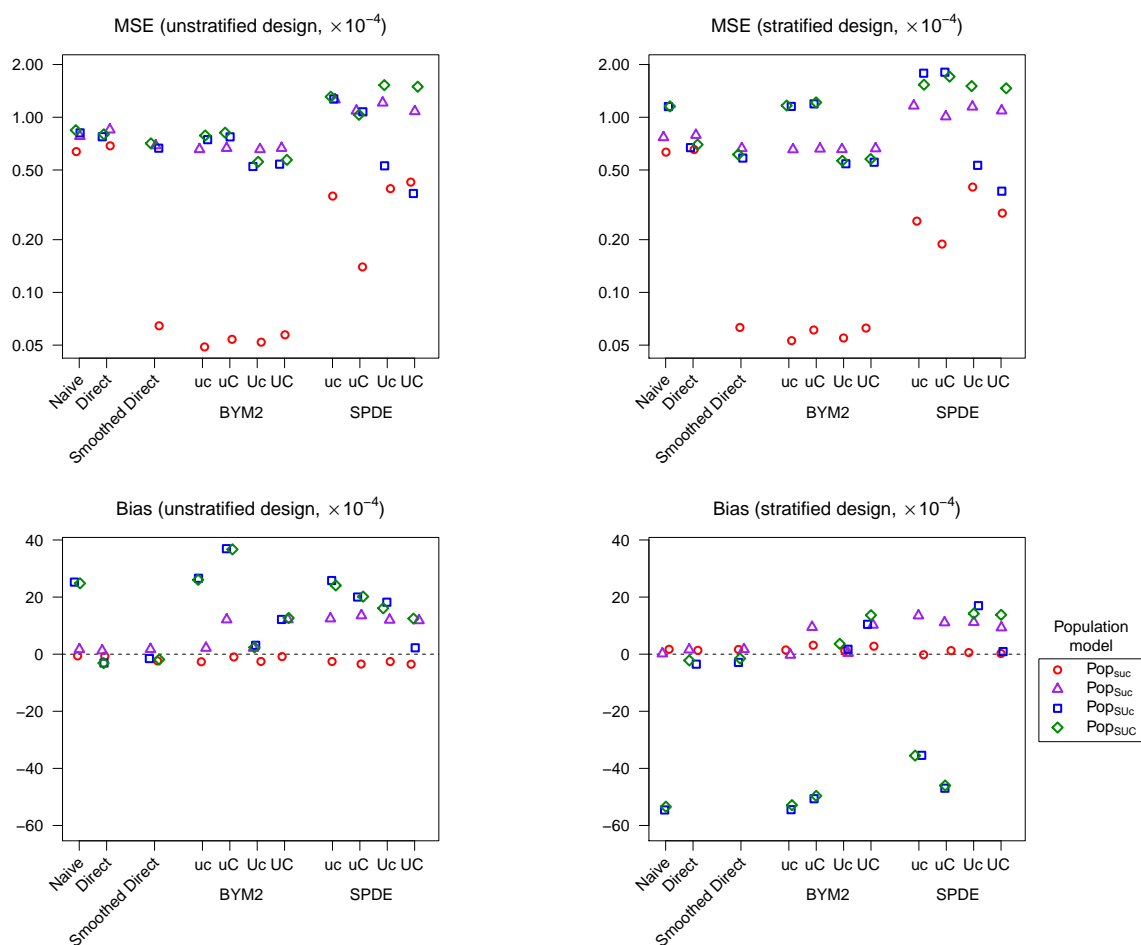 MSE (unstratified design, ×10⁻⁴)
2.00
1.00
0.50
0.20
0.10
0.05
Naive
Direct
Smoothed Direct
uc uC Uc UC
BYM2
uc uC Uc UC
SPDE
MSE (stratified design, ×10⁻⁴)
2.00
1.00
0.50
0.20
0.10
0.05
Naive
Direct
Smoothed Direct
uc uC Uc UC
BYM2
uc uC Uc UC
SPDE
Bias (unstratified design, ×10⁻⁴)
40
20
0
−20
−40
−60
Naive
Direct
Smoothed Direct
uc uC Uc UC
BYM2
uc uC Uc UC
SPDE
Bias (stratified design, ×10⁻⁴)
40
20
0
−20
−40
−60
Naive
Direct
Smoothed Direct
uc uC Uc UC
BYM2
uc uC Uc UC
SPDE
Population
model
Popsuc
PopSuc
PopSUc
PopSUC